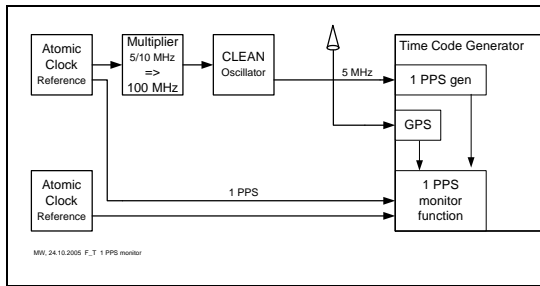 Atomic
Clock
Reference
Multiplier
5/10 MHz
=>
100 MHz
CLEAN
Oscillator
5 MHz
Time Code Generator
1 PPS gen
GPS
Atomic
Clock
Reference
1 PPS
1 PPS
monitor
function
MW, 24.10.2005 F_T 1 PPS monitor